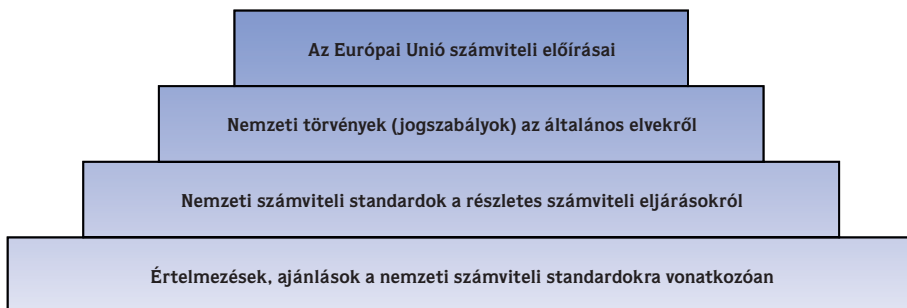 Az Európai Unió számviteli előírásai
Nemzeti törvények (jogszabályok) az általános elvekről
Nemzeti számviteli standardok a részletes számviteli eljárásokról
Értelmezések, ajánlások a nemzeti számviteli standardokra vonatkozóan